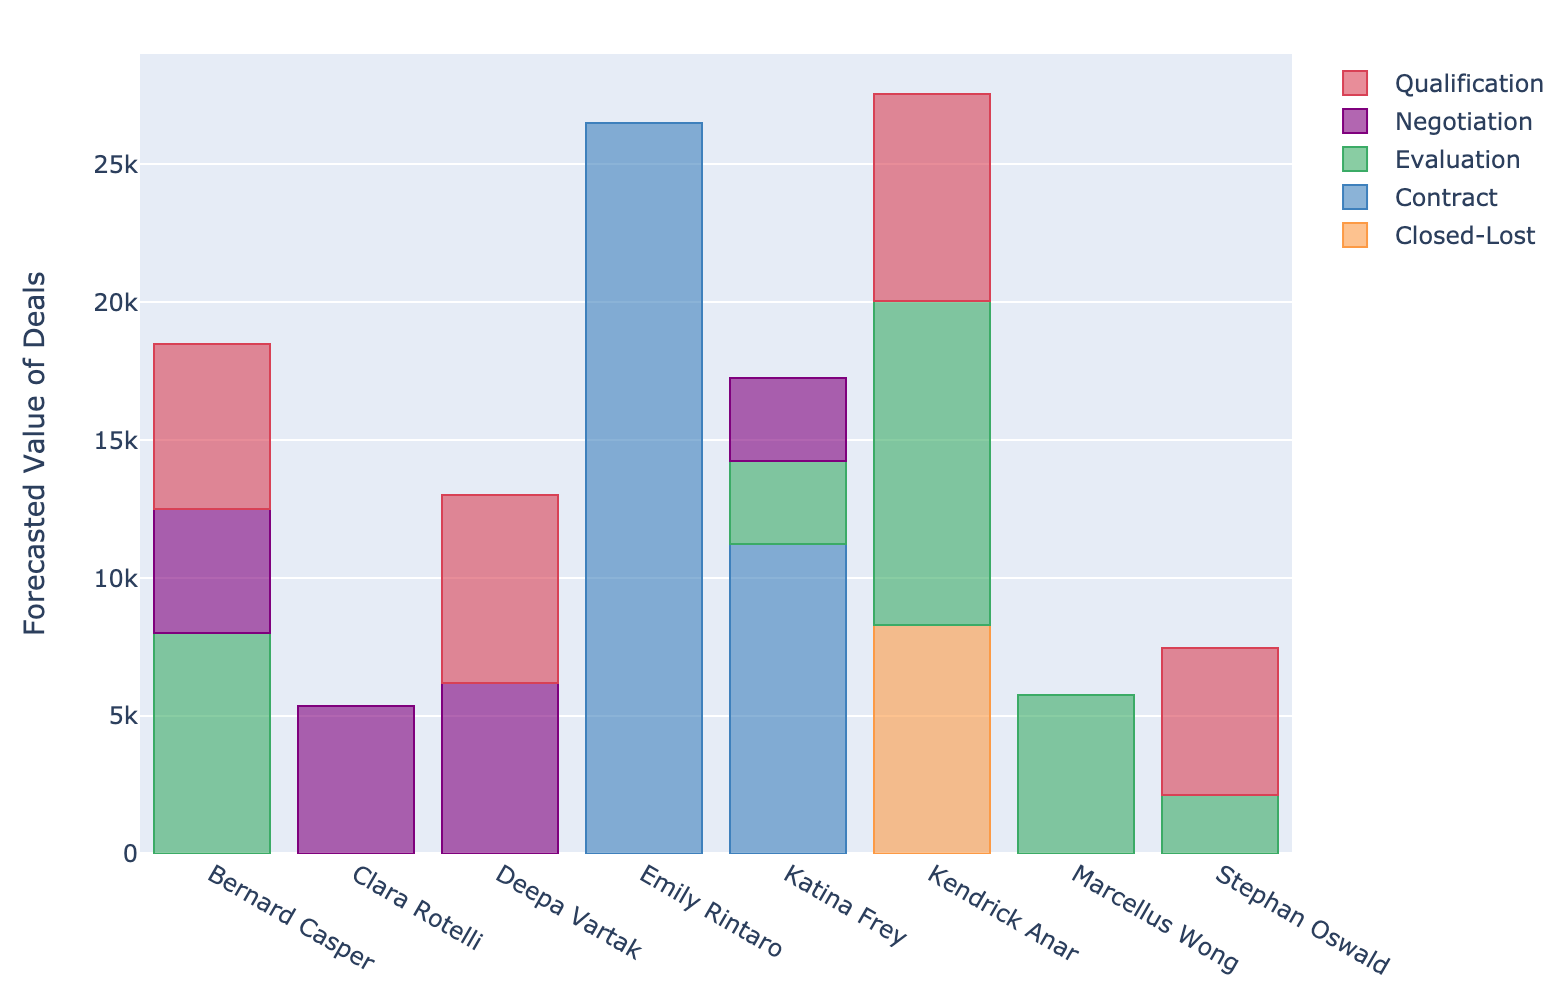 Qualification
Negotiation
Evaluation
Contract
Closed-Lost
Forecasted Value of Deals
25k
20k
15k
10k
5k
0
Bernard Casper
Clara Rotelli
Deepa Vartak
Emily Rintaro
Katina Frey
Kendrick Anar
Marcellus Wong
Stephan Oswald